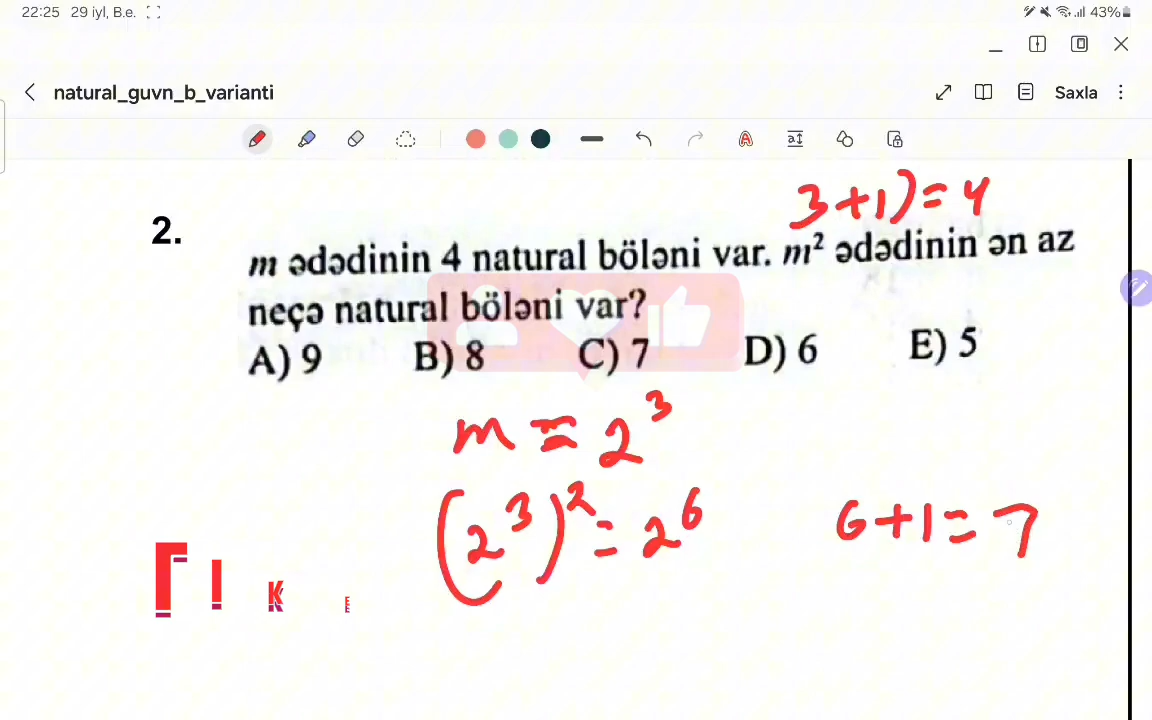 22:25 29 iyl, B.e. 43%
natural_guvn_b_varianti Saxla
3+1)=4
2.
m ədədinin 4 natural böləni var. m² ədədinin ən az
neçə natural böləni var?
A) 9 B) 8 C) 7 D) 6 E) 5
m = 2³
(2³)² = 2⁶ 6+1=7
LIKE